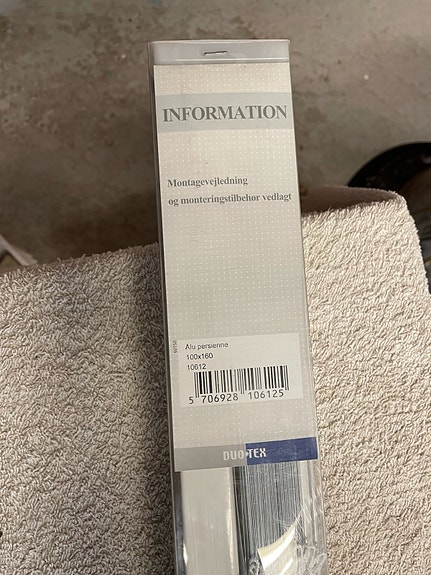 INFORMATION
Montagevejledning
og monteringstilbehør vedlagt
Alu persienne
100x160
10612
5 706928 106125
DUO-TEX